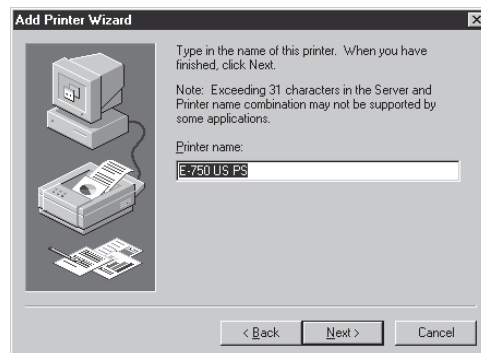 Add Printer Wizard
Type in the name of this printer.  When you have
finished, click Next.
Note:  Exceeding 31 characters in the Server and
Printer name combination may not be supported by
some applications.
Printer name:
E-750 US PS
< Back
Next >
Cancel